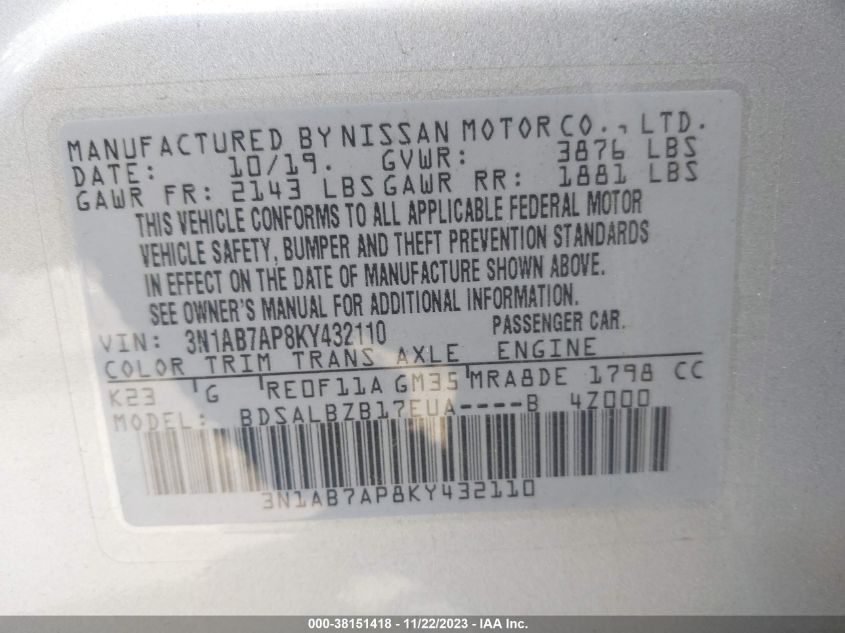 MANUFACTURED BY NISSAN MOTOR CO., LTD.
DATE: 10/19. GVWR: 3876 LBS
GAWR FR: 2143 LBS GAWR RR: 1881 LBS
THIS VEHICLE CONFORMS TO ALL APPLICABLE FEDERAL MOTOR
VEHICLE SAFETY, BUMPER AND THEFT PREVENTION STANDARDS
IN EFFECT ON THE DATE OF MANUFACTURE SHOWN ABOVE.
SEE OWNER'S MANUAL FOR ADDITIONAL INFORMATION.
VIN: 3N1AB7AP8KY432110 PASSENGER CAR.
COLOR TRIM TRANS AXLE ENGINE
K23 G RE0F11A GM35 MRA8DE 1798 CC
MODEL: BDSALBZB17EUA----B 4Z000
3N1AB7AP8KY432110
000-38151418 - 11/22/2023 - IAA Inc.